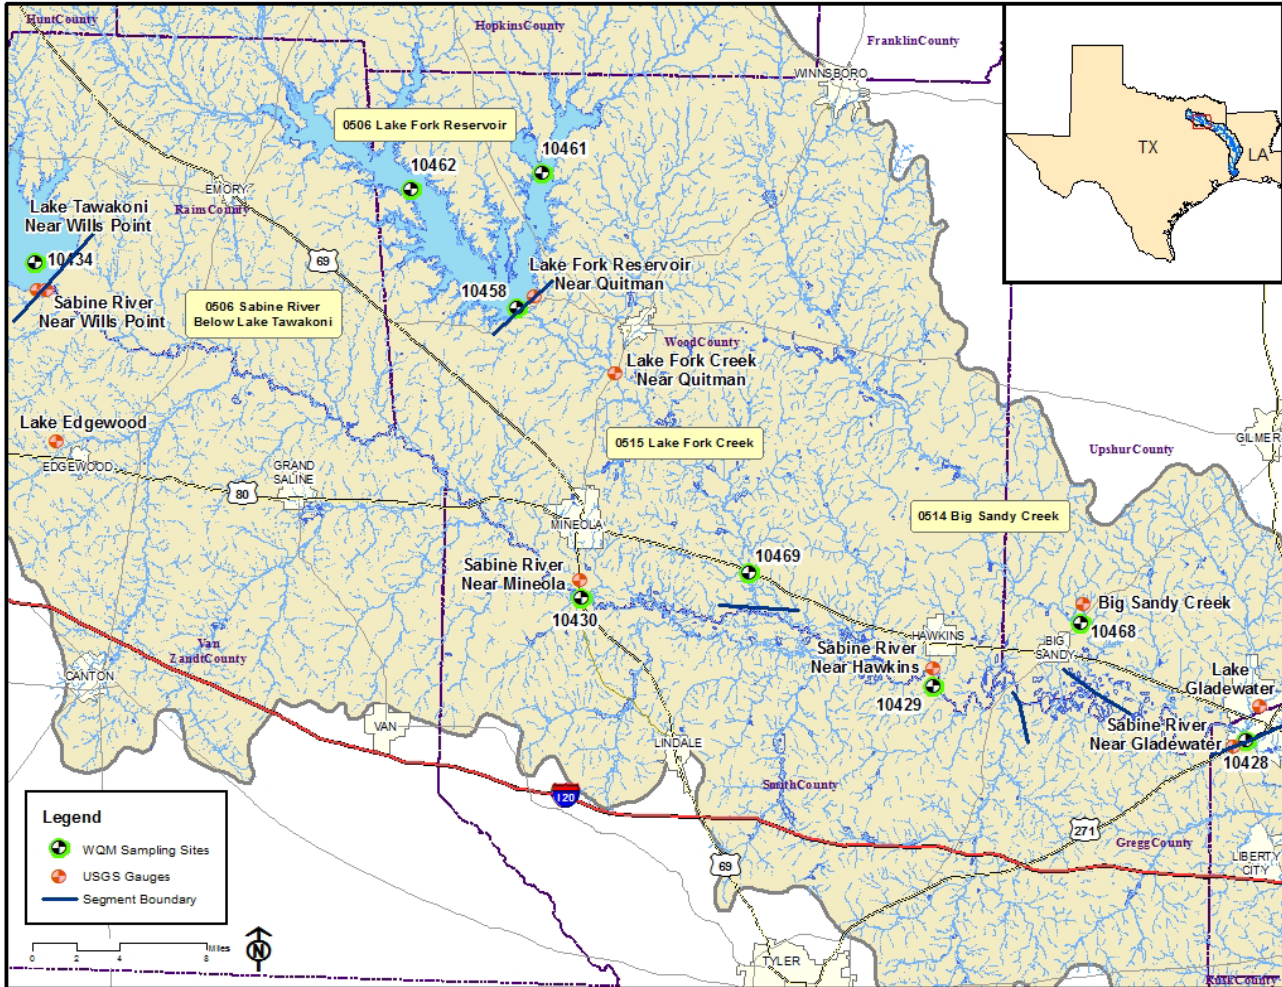 HuntCounty
HopkinsCounty
FranklinCounty
WINNSBORO
0506 Lake Fork Reservoir
10461
10462
TX
LA
EMORY
RainsCounty
Lake Tawakoni
Near Wills Point
10434
69
Lake Fork Reservoir
Near Quitman
10458
Sabine River
Near Wills Point
0506 Sabine River
Below Lake Tawakoni
WoodCounty
Lake Fork Creek
Near Quitman
Lake Edgewood
EDGEWOOD
0515 Lake Fork Creek
GILMER
UpshurCounty
GRAND
SALINE
80
0514 Big Sandy Creek
MINEOLA
10469
Sabine River
Near Mineola
10430
Big Sandy Creek
10468
HAWKINS
BIG
SANDY
Van
ZandtCounty
Sabine River
Near Hawkins
10429
Lake
Gladewater
CANTON
VAN
LINDALE
Sabine River
Near Gladewater
10428
SmithCounty
120
271
GreggCounty
LIBERTY
CITY
69
Legend
WQM Sampling Sites
USGS Gauges
Segment Boundary
0 2 4 8 Miles
N
TYLER
RuskCounty